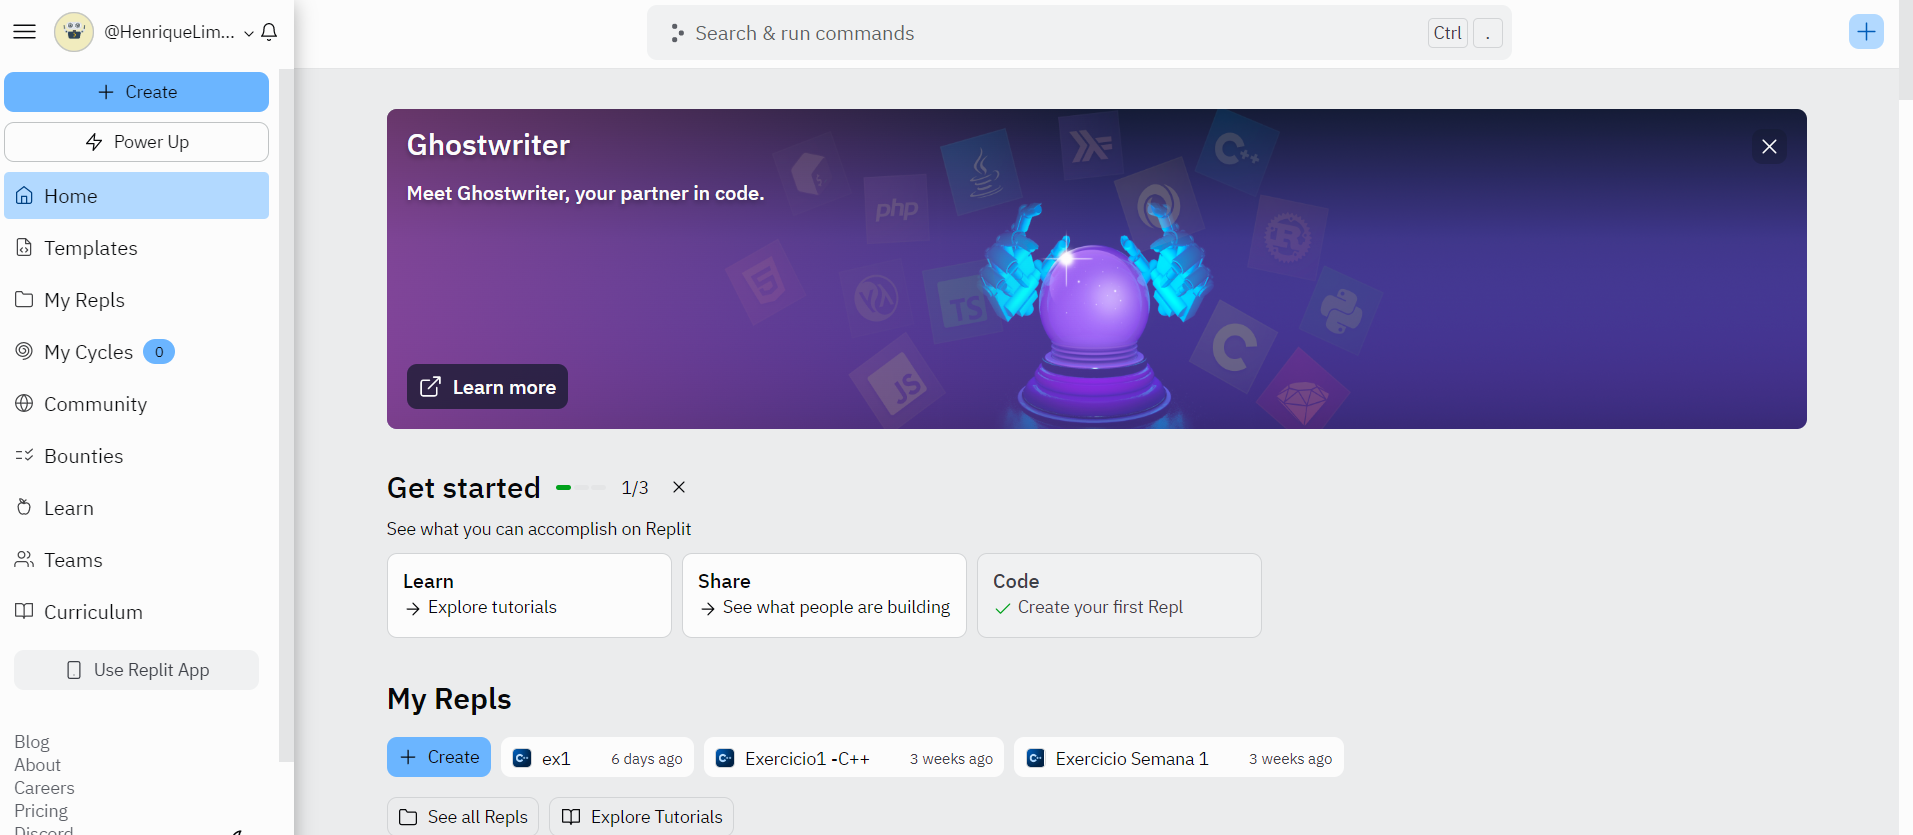 @HenriqueLim...
Search & run commands
Ctrl
.
Create
Power Up
Home
Templates
My Repls
My Cycles 0
Community
Bounties
Learn
Teams
Curriculum
Use Replit App
Blog
About
Careers
Pricing
Discord
Ghostwriter
Meet Ghostwriter, your partner in code.
php
C++
TS
JS
5
C
R
Learn more
Get started 1/3
See what you can accomplish on Replit
Learn
Explore tutorials
Share
See what people are building
Code
Create your first Repl
My Repls
Create
ex1 6 days ago
Exercicio1 -C++ 3 weeks ago
Exercicio Semana 1 3 weeks ago
See all Repls
Explore Tutorials